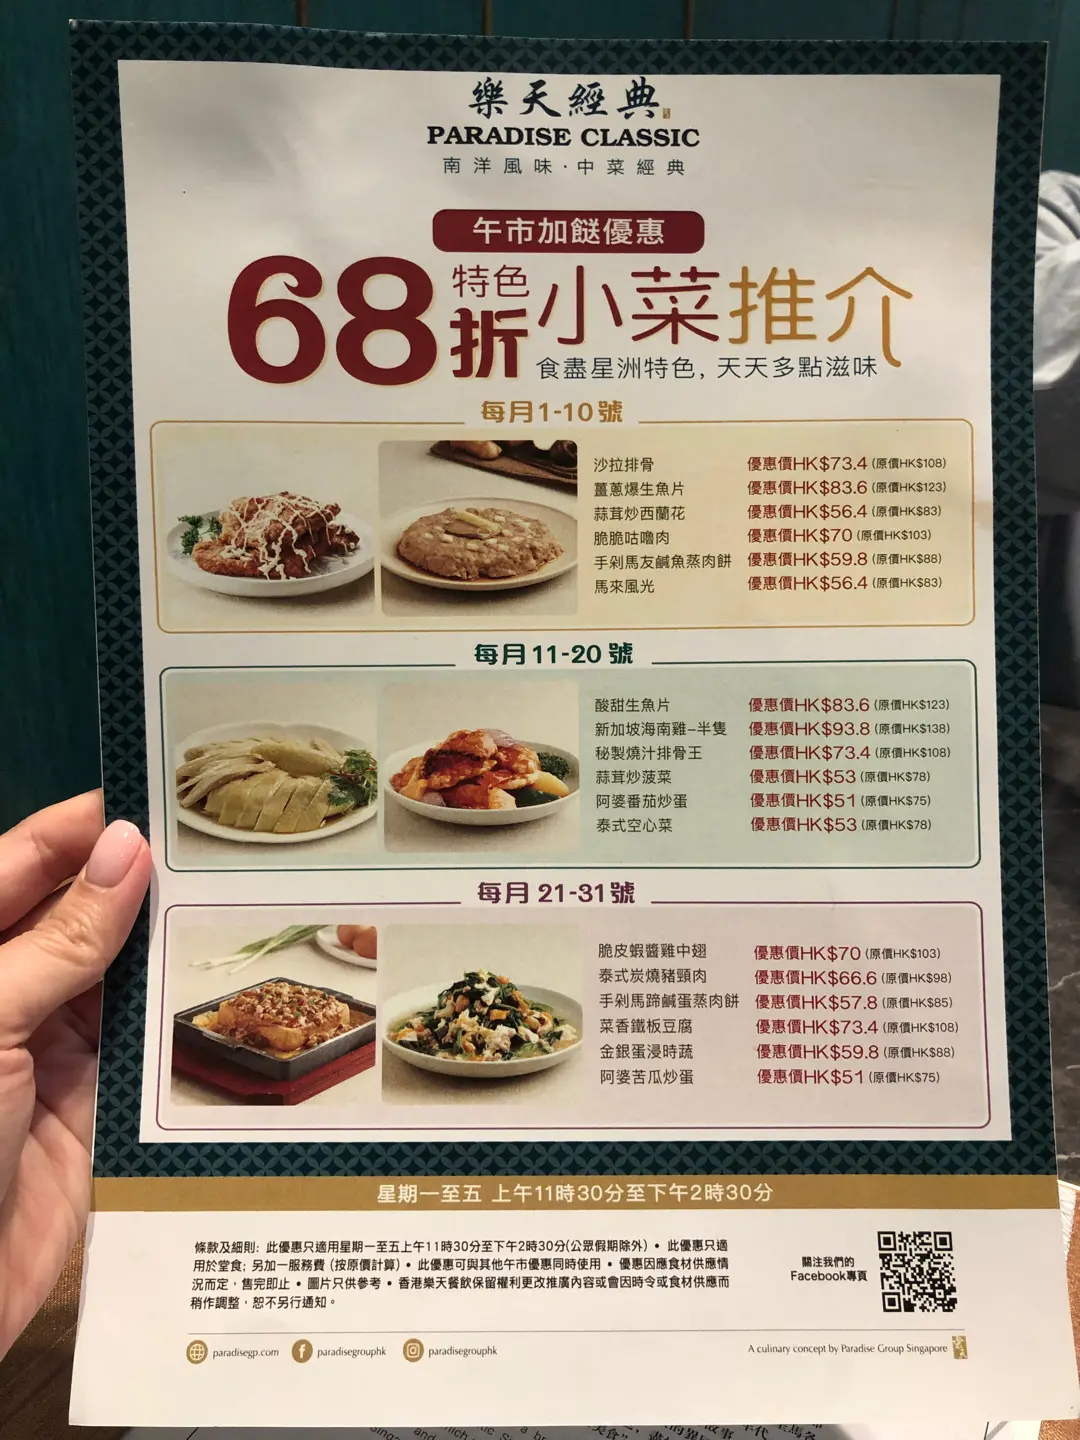 樂天經典
PARADISE CLASSIC
南洋風味·中菜經典
午市加餸優惠
68折 特色小菜推介
食盡星洲特色, 天天多點滋味
每月1-10號
沙拉排骨 優惠價HK$73.4 (原價HK$108)
薑蔥爆生魚片 優惠價HK$83.6 (原價HK$123)
蒜茸炒西蘭花 優惠價HK$56.4 (原價HK$83)
脆脆咕嚕肉 優惠價HK$70 (原價HK$103)
手剁馬友鹹魚蒸肉餅 優惠價HK$59.8 (原價HK$88)
馬來風光 優惠價HK$56.4 (原價HK$83)
每月11-20號
酸甜生魚片 優惠價HK$83.6 (原價HK$123)
新加坡海南雞–半隻 優惠價HK$93.8 (原價HK$138)
秘製燒汁排骨王 優惠價HK$73.4 (原價HK$108)
蒜茸炒菠菜 優惠價HK$53 (原價HK$78)
阿婆番茄炒蛋 優惠價HK$51 (原價HK$75)
泰式空心菜 優惠價HK$53 (原價HK$78)
每月21-31號
脆皮蝦醬雞中翅 優惠價HK$70 (原價HK$103)
泰式炭燒豬頸肉 優惠價HK$66.6 (原價HK$98)
手剁馬蹄鹹蛋蒸肉餅 優惠價HK$57.8 (原價HK$85)
菜香鐵板豆腐 優惠價HK$73.4 (原價HK$108)
金銀蛋浸時蔬 優惠價HK$59.8 (原價HK$88)
阿婆苦瓜炒蛋 優惠價HK$51 (原價HK$75)
星期一至五 上午11時30分至下午2時30分
條款及細則: 此優惠只適用星期一至五上午11時30分至下午2時30分(公眾假期除外) • 此優惠只適
用於堂食; 另加一服務費 (按原價計算) • 此優惠可與其他午市優惠同時使用 • 優惠因應食材供應情
況而定，售完即止 • 圖片只供參考 • 香港樂天餐飲保留權利更改推廣內容或會因時令或食材供應而
稍作調整，恕不另行通知。
關注我們的
Facebook專頁
paradisegp.com paradisegrouphk paradisegrouphk
A culinary concept by Paradise Group Singapore